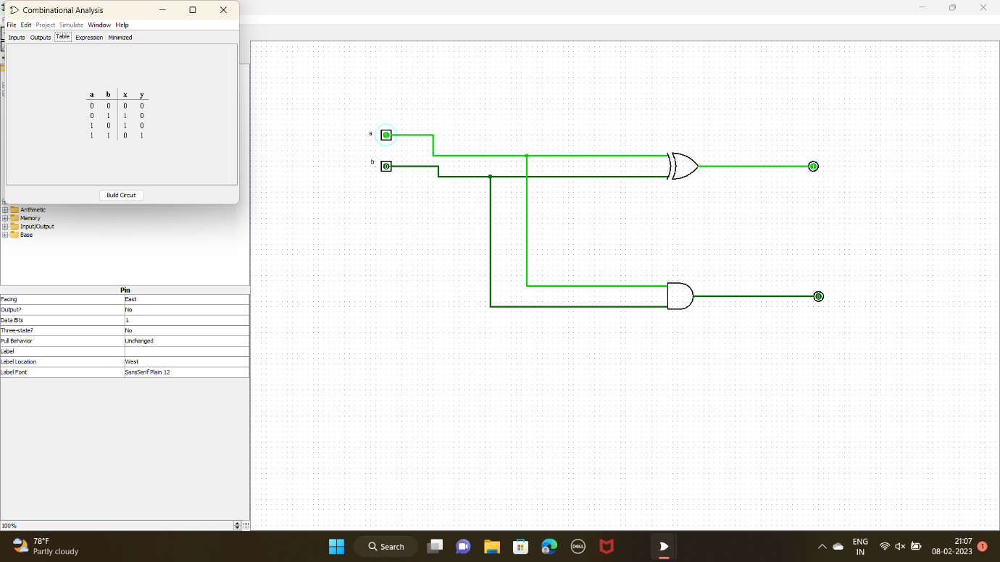 Combinational Analysis
File Edit Project Simulate Window Help
Inputs Outputs Table Expression Minimized
a b x y
0 0 0 0
0 1 1 0
1 0 1 0
1 1 0 1
Build Circuit
Arithmetic
Memory
Input/Output
Base
Pin
Facing East
Output? No
Data Bits 1
Three-state? No
Pull Behavior Unchanged
Label
Label Location West
Label Font SansSerif Plain 12
100%
a 1
b 0
1
0
78°F
Partly cloudy
Search
DELL
ENG
IN
21:07
08-02-2023
1